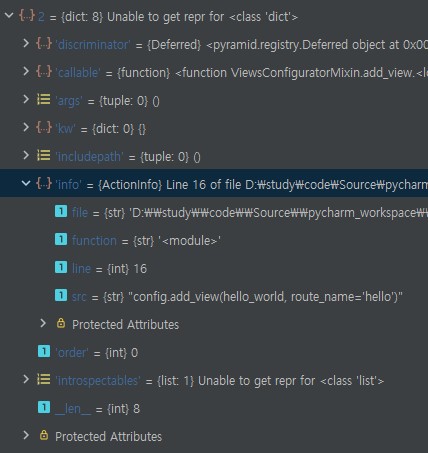 2 = {dict: 8} Unable to get repr for <class 'dict'>
'discriminator' = {Deferred} <pyramid.registry.Deferred object at 0x00
'callable' = {function} <function ViewsConfiguratorMixin.add_view.<l
'args' = {tuple: 0} ()
'kw' = {dict: 0} {}
'includepath' = {tuple: 0} ()
'info' = {ActionInfo} Line 16 of file D:₩study₩code₩Source₩pycharm
file = {str} 'D:₩₩study₩₩code₩₩Source₩₩pycharm_workspace₩
function = {str} '<module>'
line = {int} 16
src = {str} "config.add_view(hello_world, route_name='hello')"
Protected Attributes
'order' = {int} 0
'introspectables' = {list: 1} Unable to get repr for <class 'list'>
__len__ = {int} 8
Protected Attributes